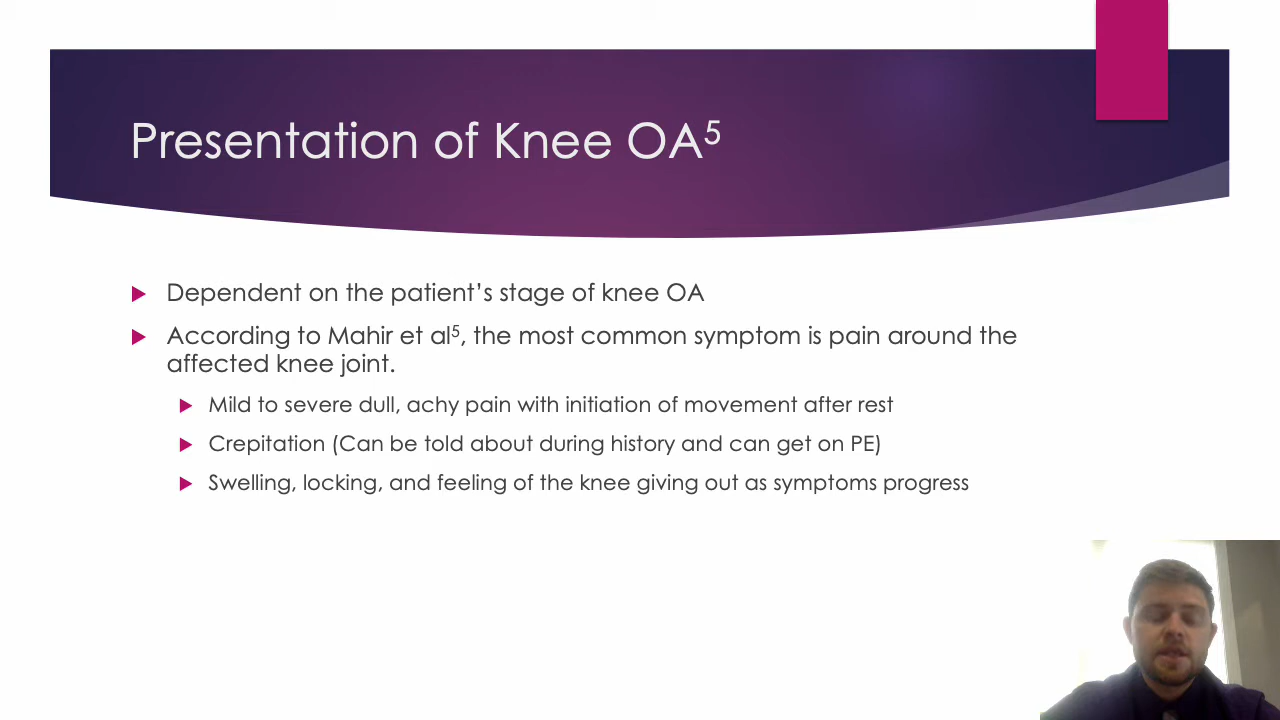 Presentation of Knee OA⁵
Dependent on the patient’s stage of knee OA
According to Mahir et al⁵, the most common symptom is pain around the
affected knee joint.
Mild to severe dull, achy pain with initiation of movement after rest
Crepitation (Can be told about during history and can get on PE)
Swelling, locking, and feeling of the knee giving out as symptoms progress